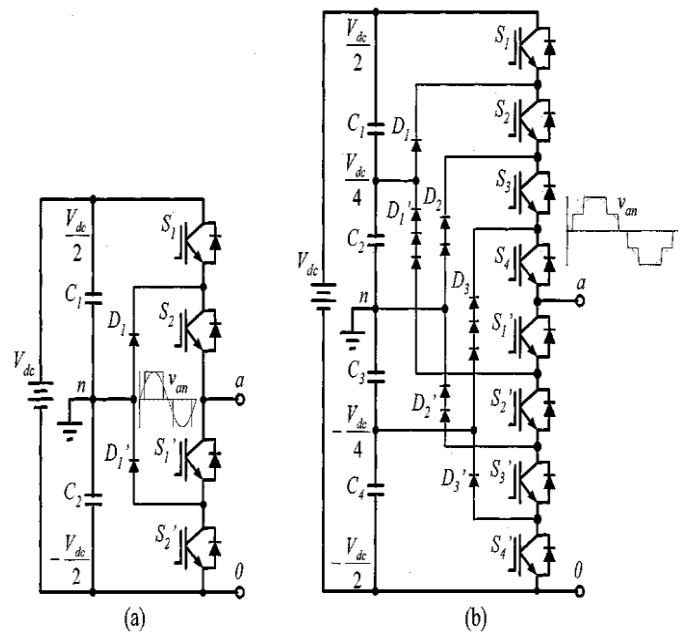 V_dc/2
S_1
C_1
D_1
S_2
V_dc
n
v_an
a
D_1'
S_1'
C_2
S_2'
-V_dc/2
0
(a)
V_dc/2
S_1
C_1
D_1
S_2
V_dc/4
D_1'
D_2
S_3
v_an
C_2
V_dc
D_3
S_4
a
n
S_1'
C_3
D_2'
S_2'
-V_dc/4
C_4
D_3'
S_3'
-V_dc/2
S_4'
0
(b)